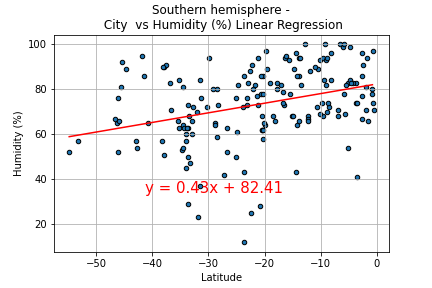 Southern hemisphere -
City  vs Humidity (%) Linear Regression
Humidity (%)
100
80
60
40
20
y = 0.43x + 82.41
−50
−40
−30
−20
−10
0
Latitude